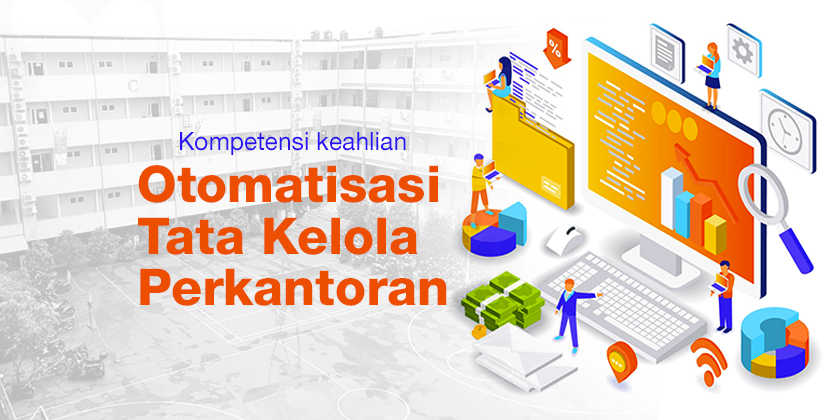 Kompetensi keahlian
Otomatisasi
Tata Kelola
Perkantoran
%